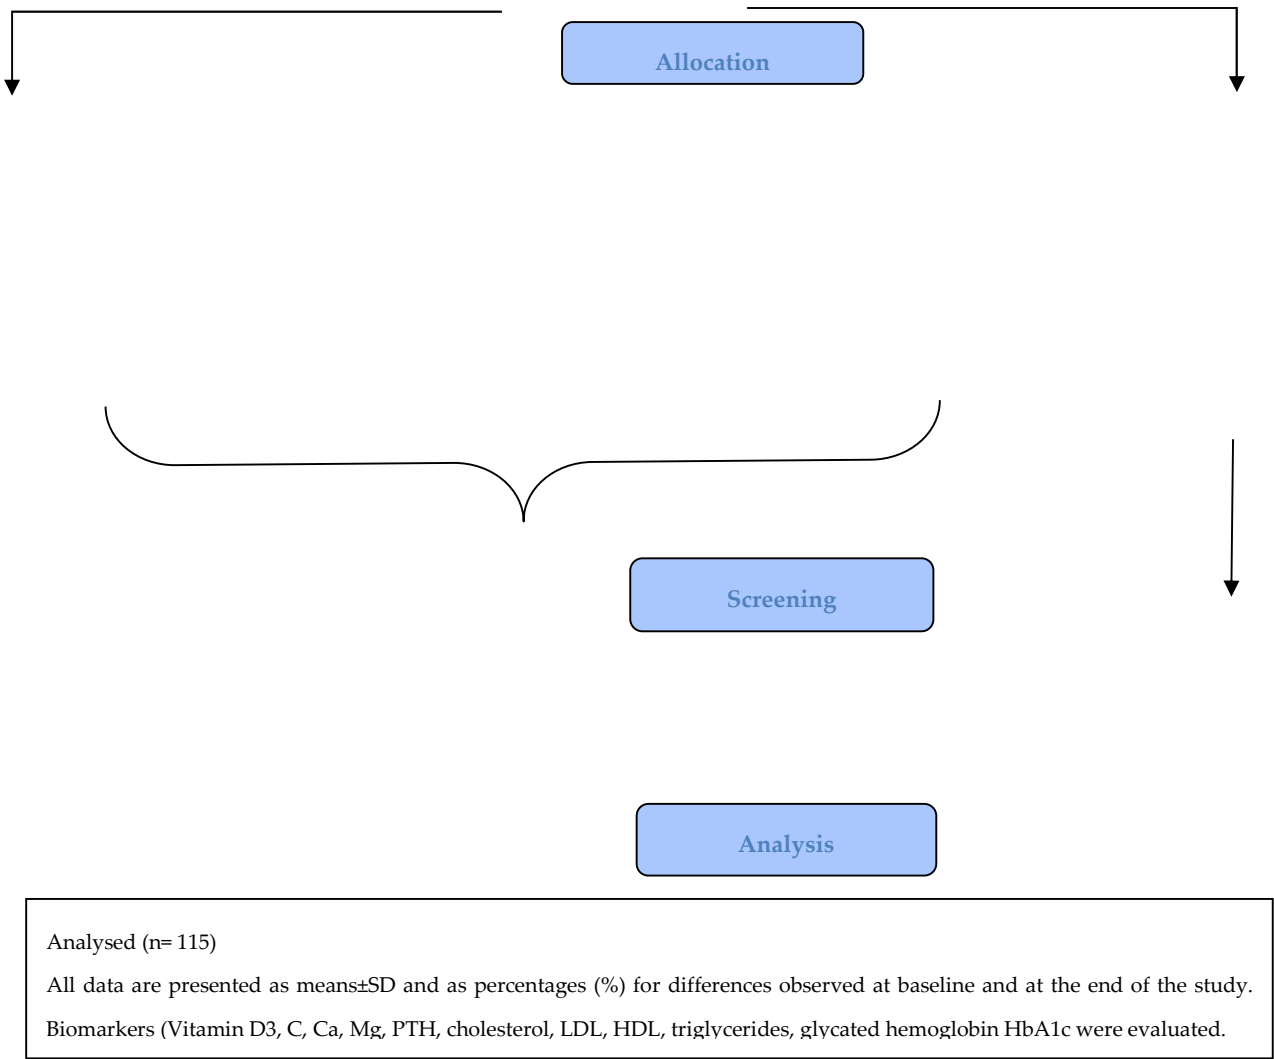 Allocation
Screening
Analysis
Analysed (n= 115)
All data are presented as means±SD and as percentages (%) for differences observed at baseline and at the end of the study.
Biomarkers (Vitamin D3, C, Ca, Mg, PTH, cholesterol, LDL, HDL, triglycerides, glycated hemoglobin HbA1c were evaluated.